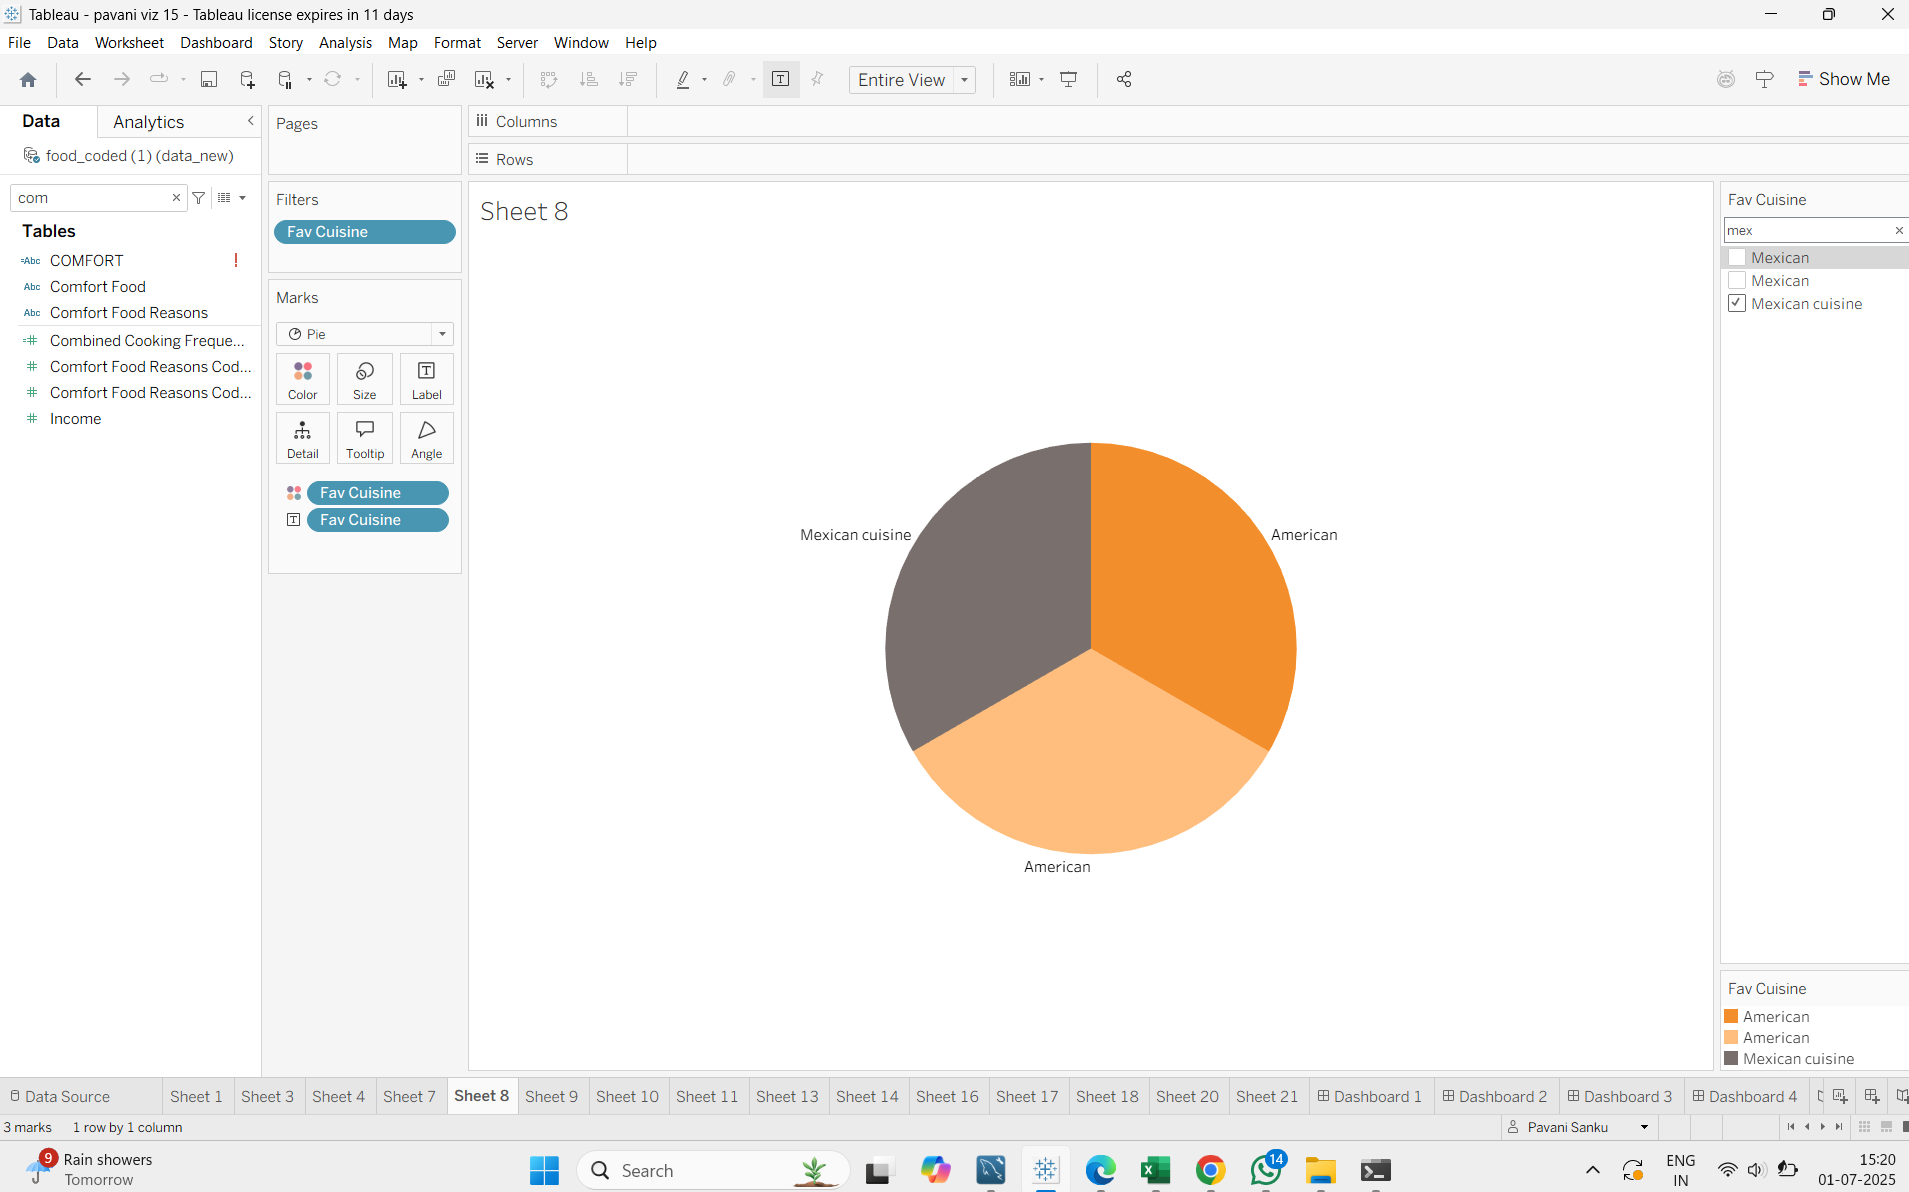 Tableau - pavani viz 15 - Tableau license expires in 11 days
File Data Worksheet Dashboard Story Analysis Map Format Server Window Help
Entire View
Show Me
Data Analytics
food_coded (1) (data_new)
com
Tables
=Abc COMFORT !
Abc Comfort Food
Abc Comfort Food Reasons
=# Combined Cooking Freque...
# Comfort Food Reasons Cod...
# Comfort Food Reasons Cod...
# Income
Pages
Filters
Fav Cuisine
Marks
Pie
Color Size Label
Detail Tooltip Angle
Fav Cuisine
Fav Cuisine
Columns
Rows
Sheet 8
Mexican cuisine
American
American
Fav Cuisine
mex
Mexican
Mexican
Mexican cuisine
Fav Cuisine
American
American
Mexican cuisine
Data Source Sheet 1 Sheet 3 Sheet 4 Sheet 7 Sheet 8 Sheet 9 Sheet 10 Sheet 11 Sheet 13 Sheet 14 Sheet 16 Sheet 17 Sheet 18 Sheet 20 Sheet 21 Dashboard 1 Dashboard 2 Dashboard 3 Dashboard 4
3 marks 1 row by 1 column
Pavani Sanku
9
Rain showers
Tomorrow
Search
14
ENG
IN
15:20
01-07-2025